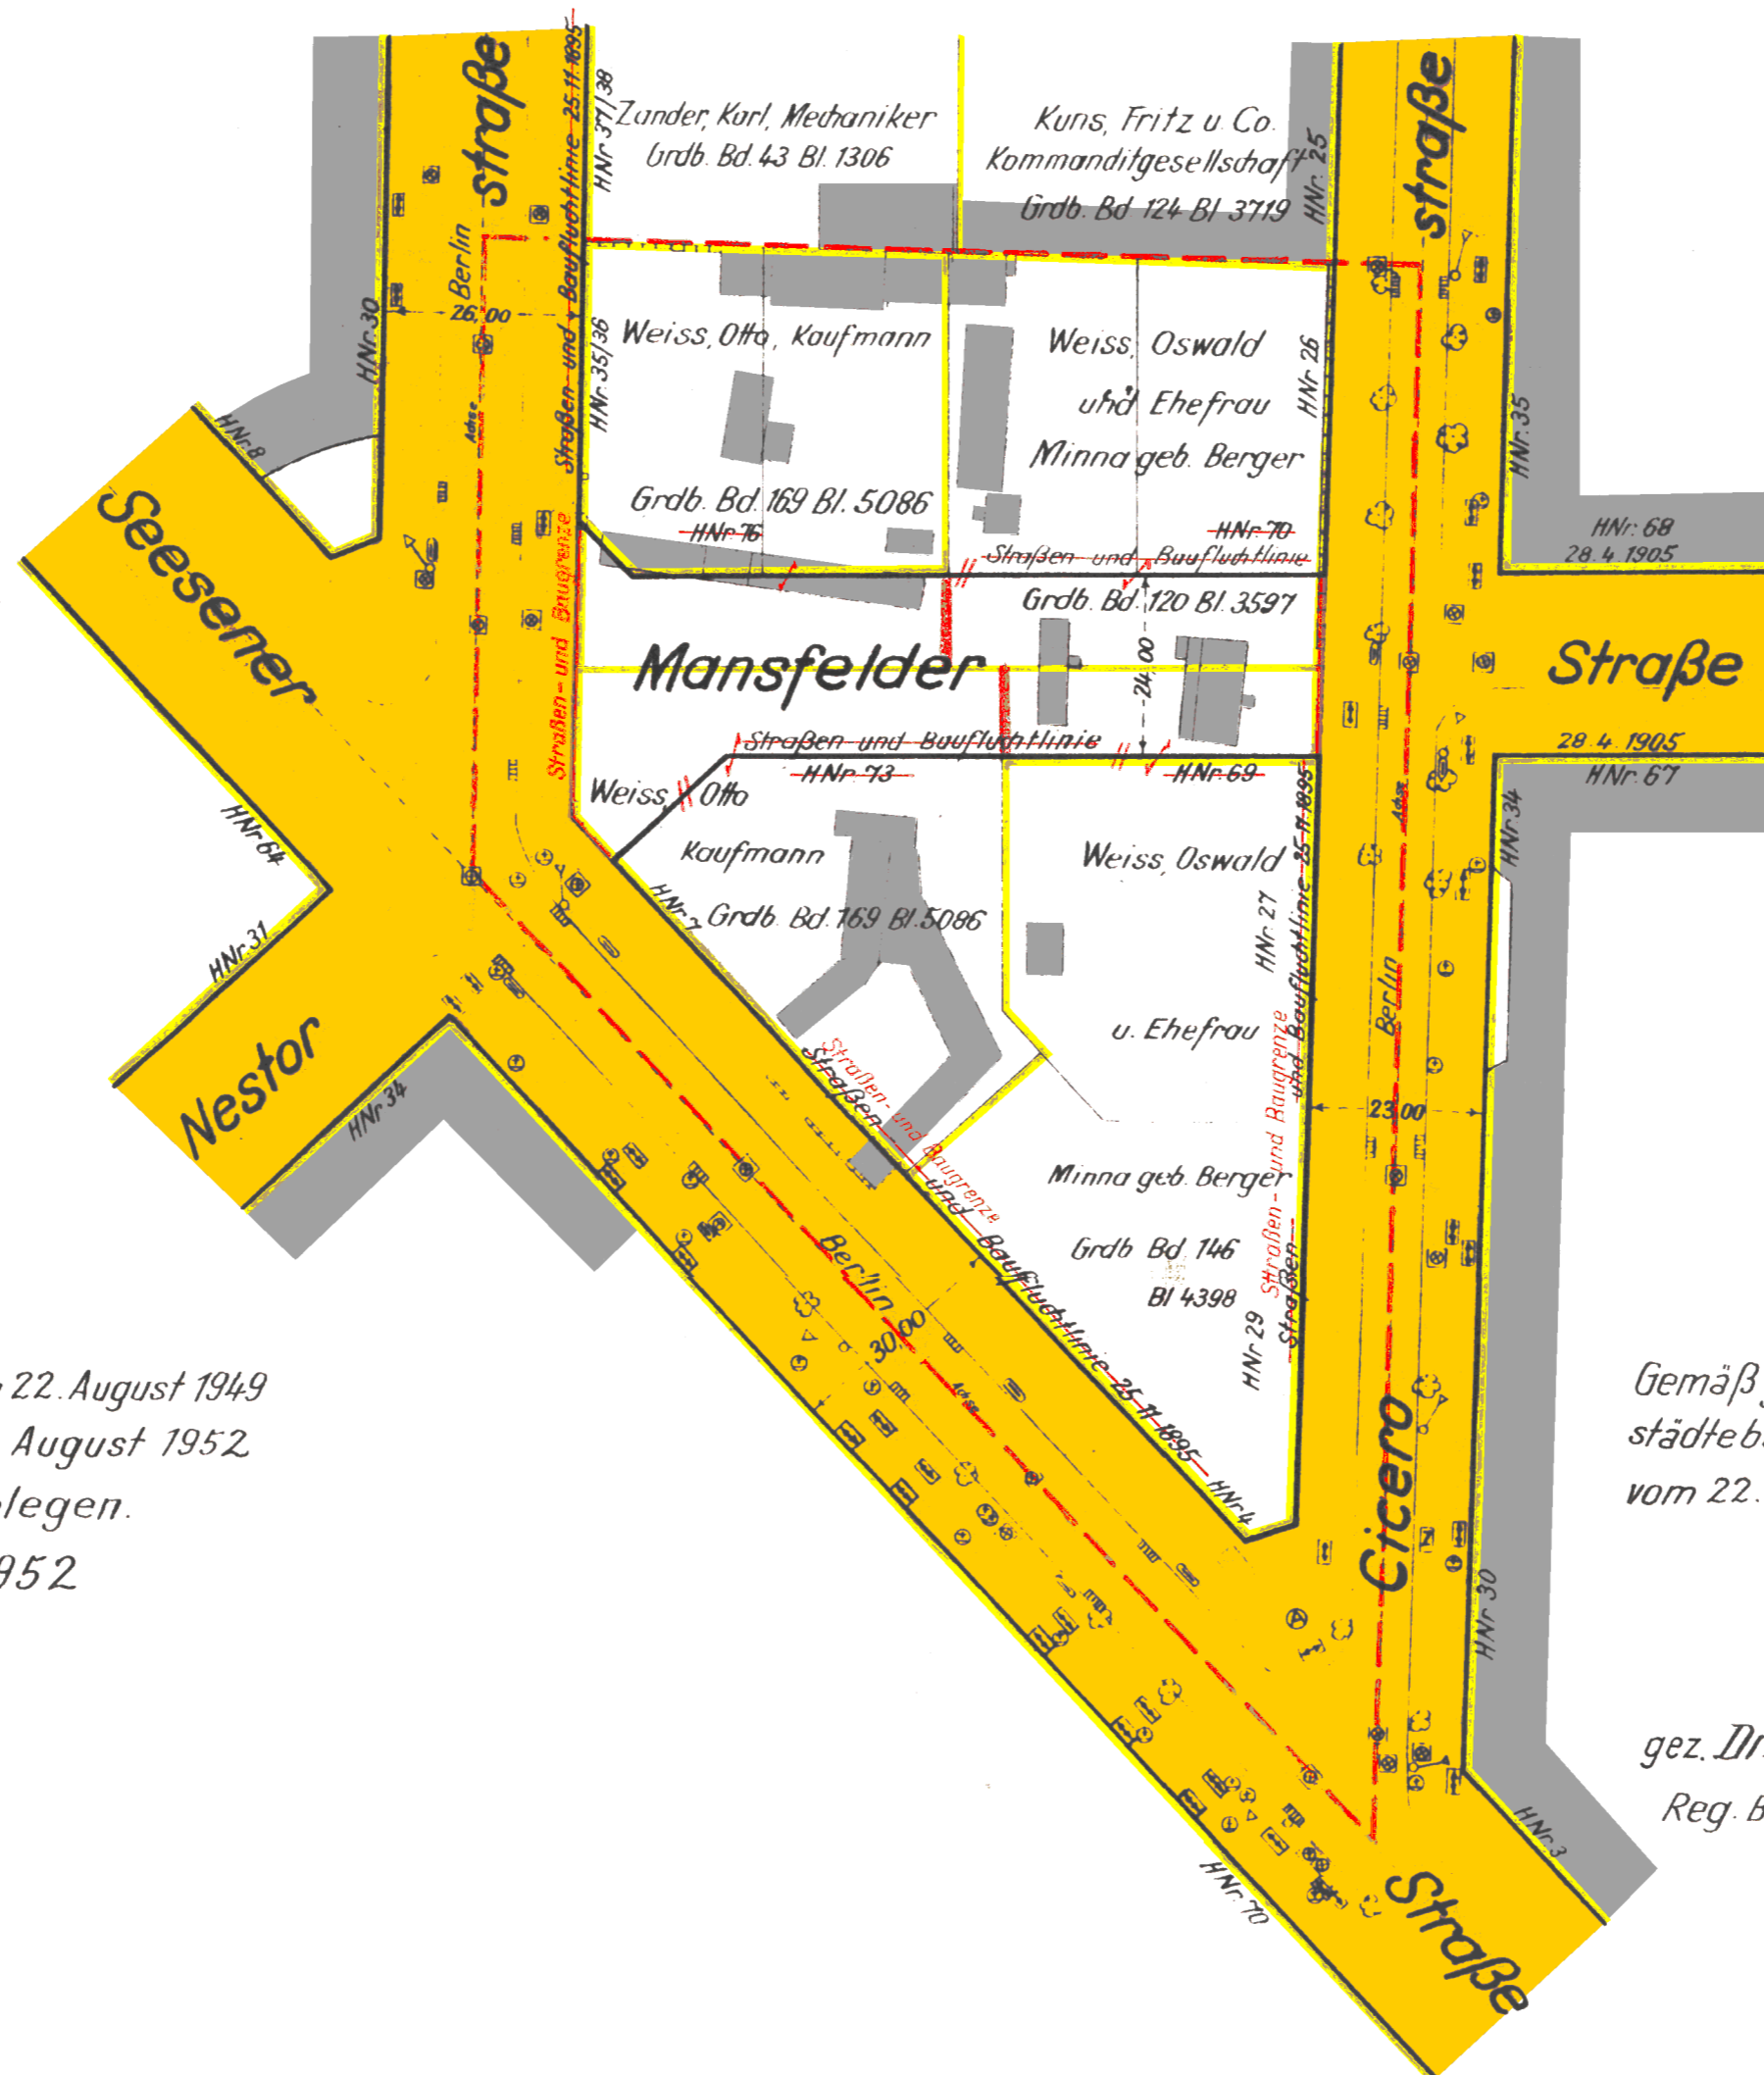 straße
Berlin
26,00
Achse
HNr. 30
HNr. 8
Straßen- und Baufluchtlinie 25.11.1895
HNr. 37/38
HNr. 35/36
Zander, Karl, Mechaniker
Grdb. Bd. 43 Bl. 1306
Kuns, Fritz u. Co.
Kommanditgesellschaft
Grdb. Bd. 124 Bl 3719
HNr. 25
straße
Weiss, Otto, Kaufmann
Grdb. Bd. 169 Bl. 5086
HNr 76
Weiss, Oswald
und Ehefrau
Minna geb. Berger
HNr 26
HNr. 70
Straßen und Baufluchtlinie
Grdb. Bd. 120 Bl. 3597
HNr. 35
HNr: 68
28. 4. 1905
Seesener
Straßen- und Baugrenze
Mansfelder
24,00
Straße
28. 4. 1905
HNr. 67
Straßen und Baufluchtlinie
HNr. 73
HNr. 69
HNr. 34
HNr 64
HNr. 31
Nestor
HNr 34
Weiss, Otto
Kaufmann
HNr. 7
Grdb. Bd. 169 Bl. 5086
Weiss, Oswald
HNr. 27
u. Ehefrau
Minna geb. Berger
Grdb Bd. 146
Bl 4398
HNr 29
Straßen- und Baugrenze
Straßen und Baufluchtlinie 25 11 1895
Achse
Berlin
23,00
Straßen- und Baugrenze
Straßen und Baufluchtlinie 25 11 1895
HNr. 4
Berlin
30,00
Achse
Cicero
HNr 30
HNr. 3
HNr. 70
Straße
22. August 1949
August 1952
legen.
952
Gemäß
städteb
vom 22.
gez. Dr.
Reg. B